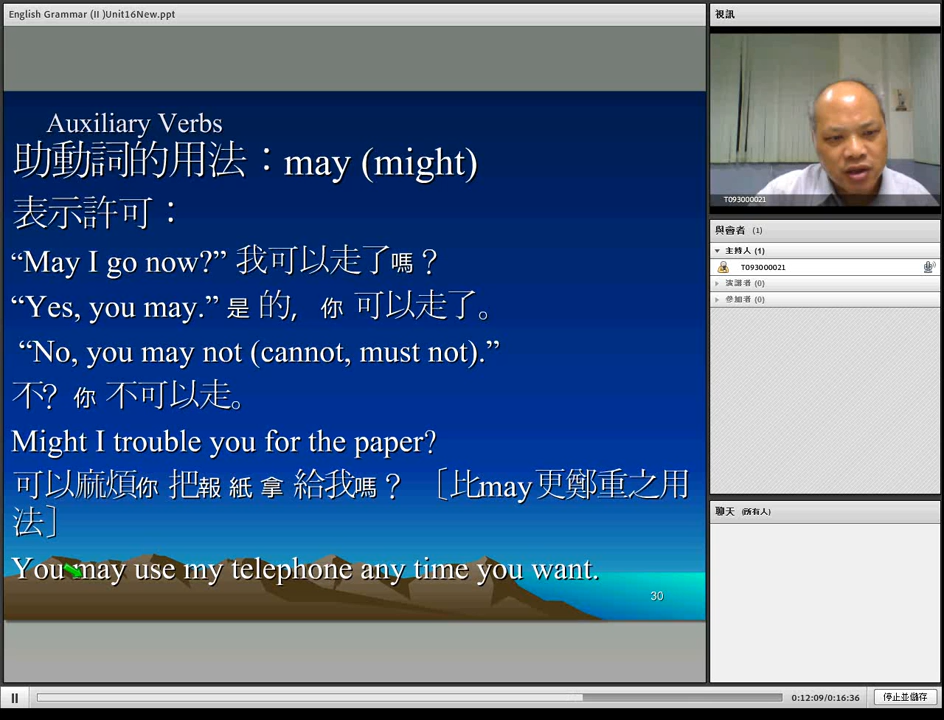 English Grammar (II )Unit16New.ppt
視訊
Auxiliary Verbs
助動詞的用法：may (might)
表示許可：
“May I go now?” 我可以走了嗎？
“Yes, you may.” 是 的, 你 可以走了。
“No, you may not (cannot, must not).”
不? 你 不可以走。
Might I trouble you for the paper?
可以麻煩你 把報 紙 拿 給我嗎？ ［比may更鄭重之用
法］
You may use my telephone any time you want.
30
T093000021
與會者 (1)
主持人 (1)
T093000021
演講者 (0)
參加者 (0)
聊天 (所有人)
0:12:09/0:16:36
停止並儲存